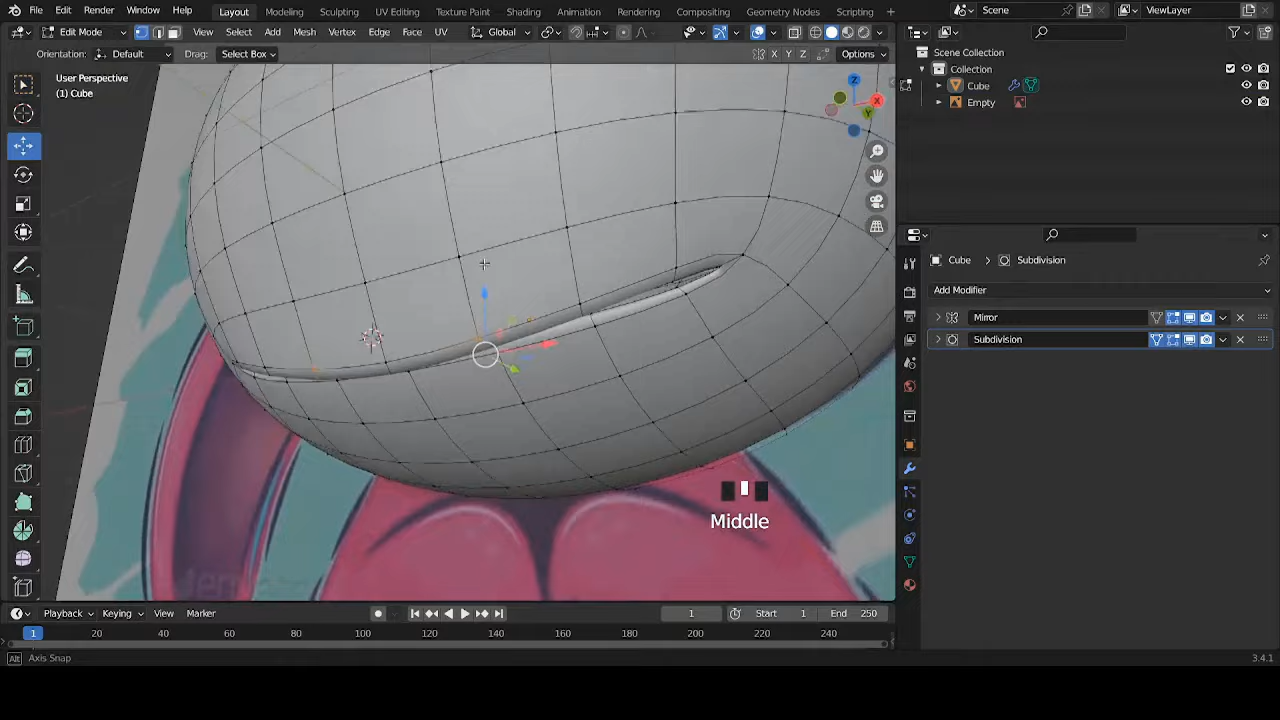 File Edit Render Window Help Layout Modeling Sculpting UV Editing Texture Paint Shading Animation Rendering Compositing Geometry Nodes Scripting Scene ViewLayer
Edit Mode View Select Add Mesh Vertex Edge Face UV Global
Orientation: Default Drag: Select Box X Y Z Options
User Perspective
(1) Cube
Z
X
Y
Scene Collection
Collection
Cube
Empty
Cube Subdivision
Add Modifier
Mirror
Subdivision
Middle
Playback Keying View Marker 1 Start 1 End 250
1 20 40 60 80 100 120 140 160 180 200 220 240
Alt Axis Snap 3.4.1